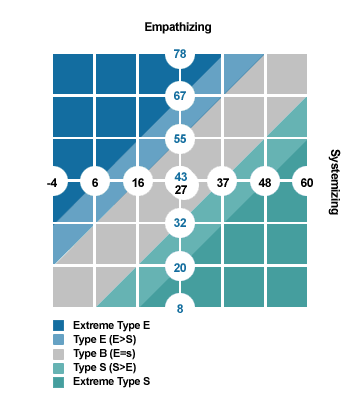 Empathizing
78
67
55
-4 6 16 43 37 48 60
27
32
20
8
Systemizing
Extreme Type E
Type E (E>S)
Type B (E=s)
Type S (S>E)
Extreme Type S